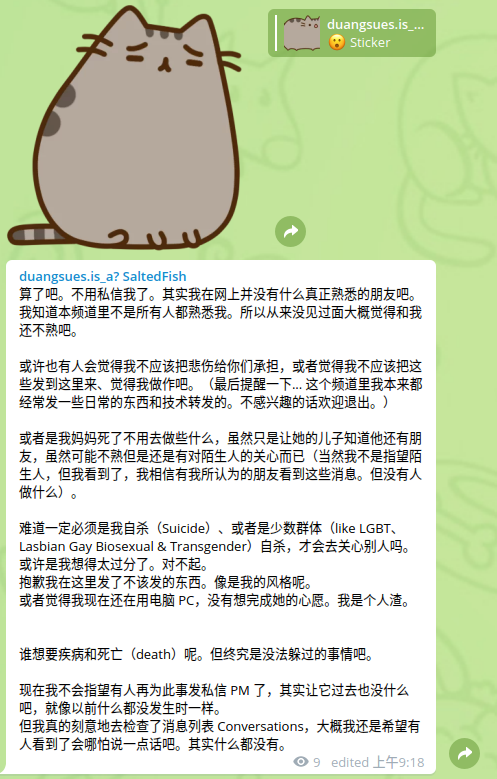 duangsues.is_...
Sticker
duangsues.is_a? SaltedFish
算了吧。不用私信我了。其实我在网上并没有什么真正熟悉的朋友吧。
我知道本频道里不是所有人都熟悉我。所以从来没见过面大概觉得和我
还不熟吧。
或许也有人会觉得我不应该把悲伤给你们承担，或者觉得我不应该把这
些发到这里来、觉得我做作吧。（最后提醒一下... 这个频道里我本来都
经常发一些日常的东西和技术转发的。不感兴趣的话欢迎退出。）
或者是我妈妈死了不用去做些什么，虽然只是让她的儿子知道他还有朋
友，虽然可能不熟但是还是有对陌生人的关心而已（当然我不是指望陌
生人，但我看到了，我相信有我所认为的朋友看到这些消息。但没有人
做什么）。
难道一定必须是我自杀（Suicide）、或者是少数群体（like LGBT、
Lasbian Gay Biosexual & Transgender）自杀，才会去关心别人吗。
或许是我想得太过分了。对不起。
抱歉我在这里发了不该发的东西。像是我的风格呢。
或者觉得我现在还在用电脑 PC，没有想完成她的心愿。我是个人渣。
谁想要疾病和死亡（death）呢。但终究是没法躲过的事情吧。
现在我不会指望有人再为此事发私信 PM 了，其实让它过去也没什么
吧，就像以前什么都没发生时一样。
但我真的刻意地去检查了消息列表 Conversations，大概我还是希望有
人看到了会哪怕说一点话吧。其实什么都没有。
9 edited 上午9:18